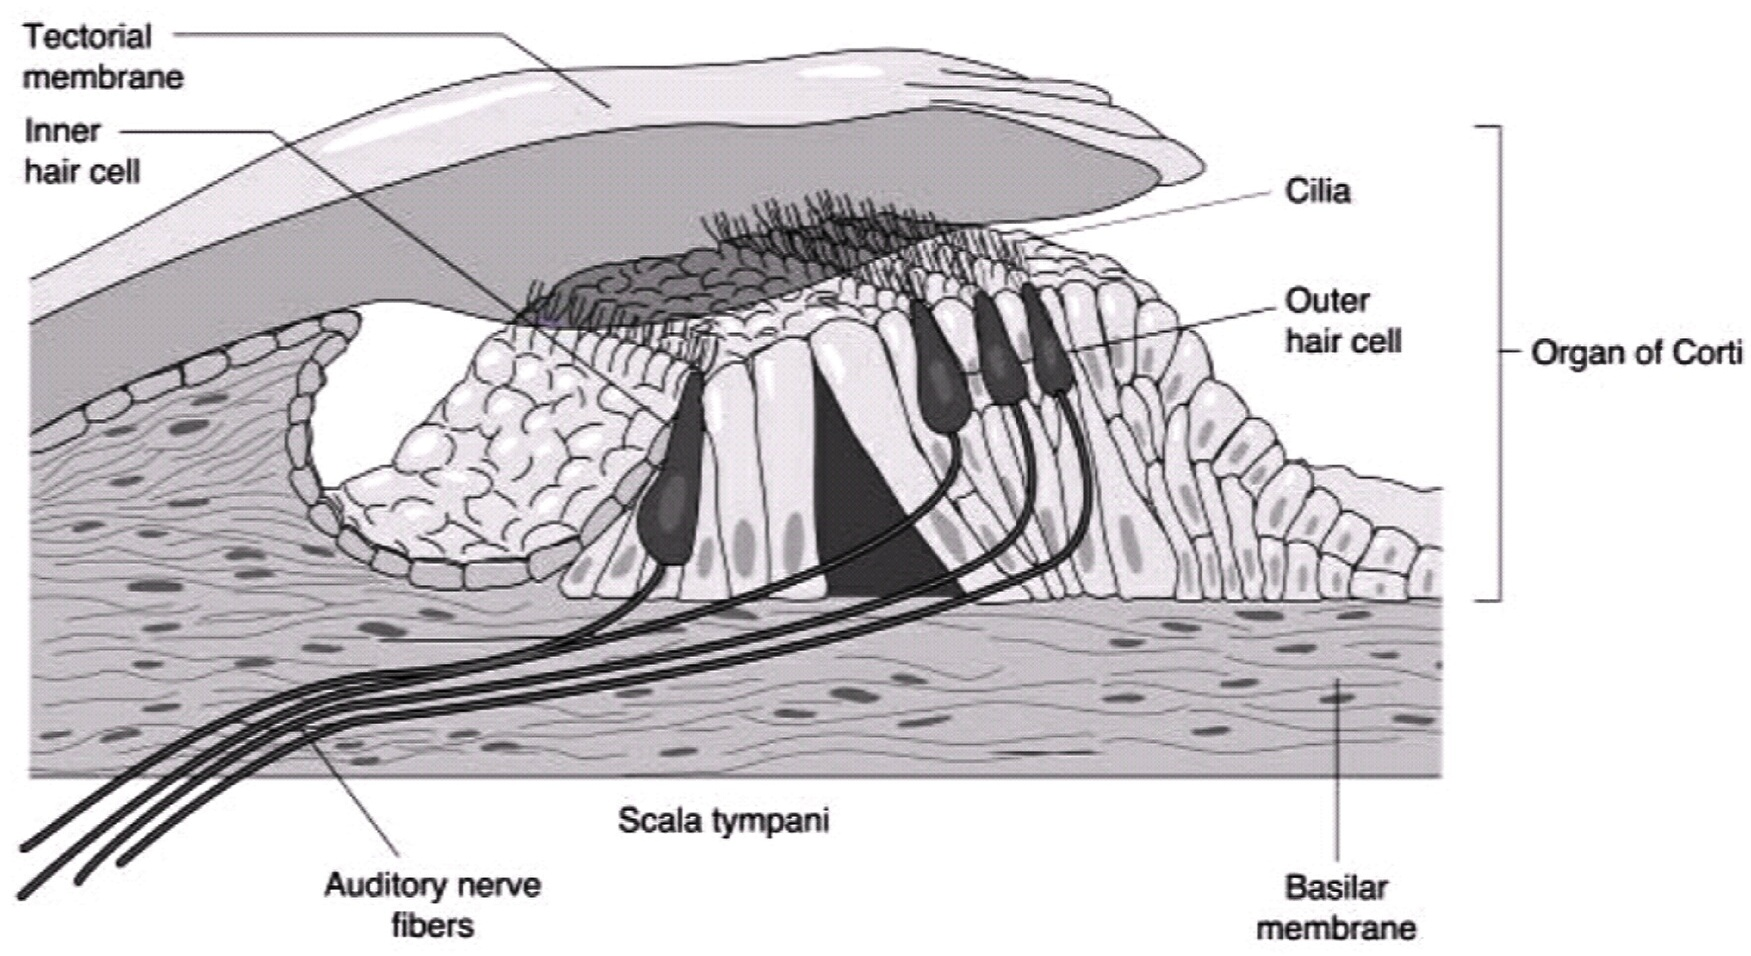 Tectorial
membrane
Inner
hair cell
Cilia
Outer
hair cell
Organ of Corti
Scala tympani
Auditory nerve
fibers
Basilar
membrane